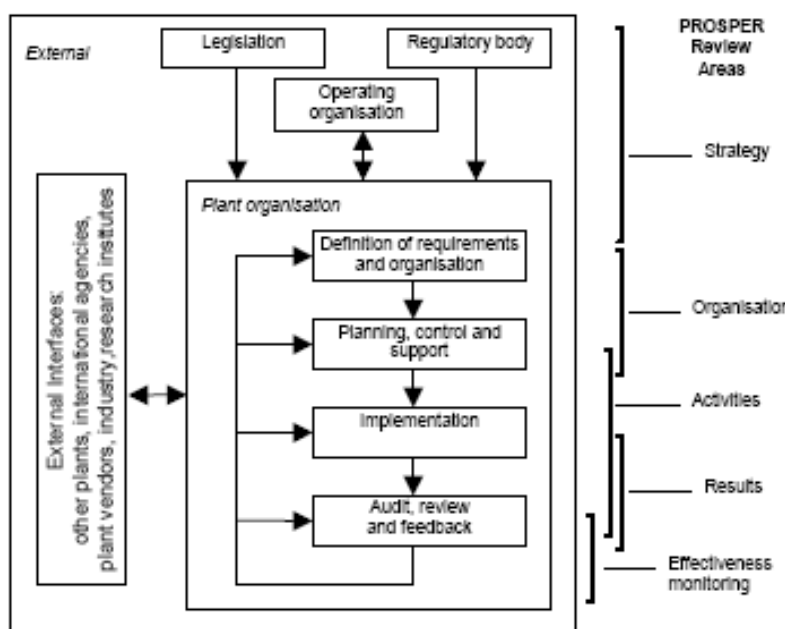 External
Legislation
Regulatory body
Operating
organisation
Plant organisation
Definition of requirements
and organisation
Planning, control and
support
Implementation
Audit, review
and feedback
External Interfaces:
other plants, international agencies,
plant vendors, industry,research institutes
PROSPER
Review
Areas
Strategy
Organisation
Activities
Results
Effectiveness
monitoring